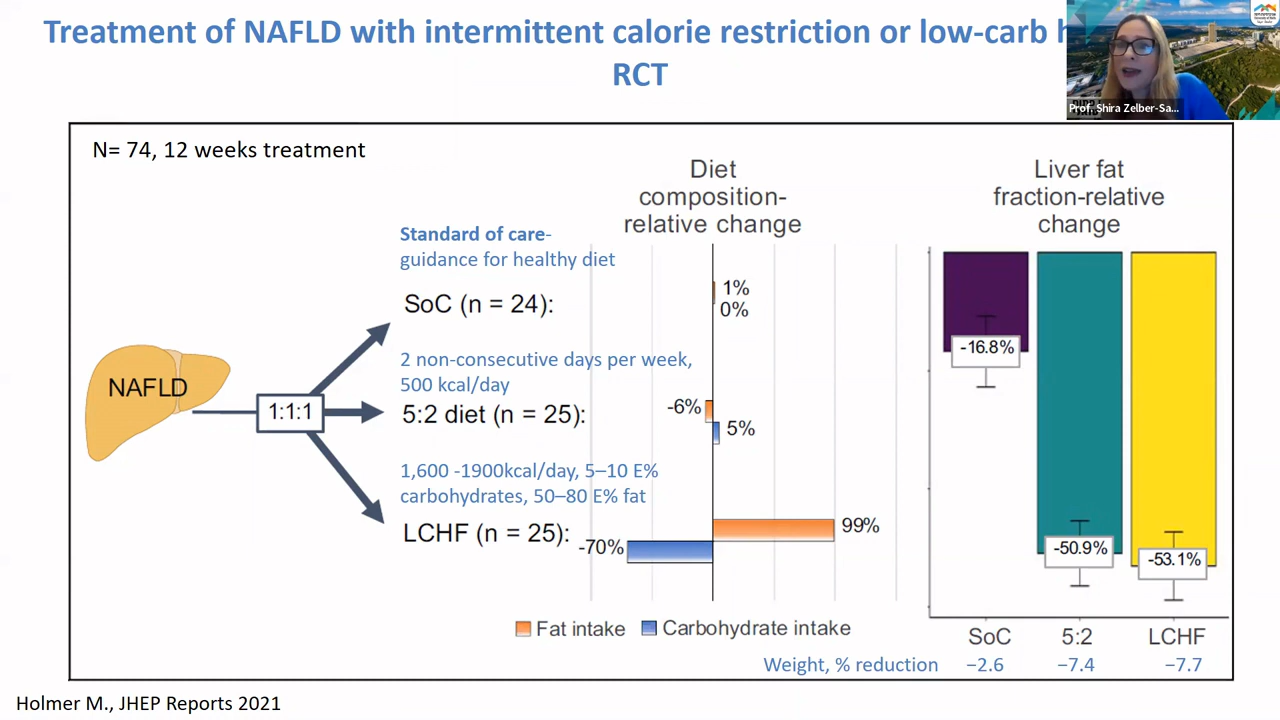 Treatment of NAFLD with intermittent calorie restriction or low-carb
RCT
Prof. Shira Zelber-Sa...
N= 74, 12 weeks treatment
Diet
composition-
relative change
Liver fat
fraction-relative
change
Standard of care-
guidance for healthy diet
SoC (n = 24):
1%
0%
2 non-consecutive days per week,
500 kcal/day
5:2 diet (n = 25):
-6%
5%
1,600 -1900kcal/day, 5–10 E%
carbohydrates, 50–80 E% fat
LCHF (n = 25):
99%
-70%
NAFLD
1:1:1
Fat intake
Carbohydrate intake
-16.8%
-50.9%
-53.1%
SoC
5:2
LCHF
Weight, % reduction
−2.6
−7.4
−7.7
Holmer M., JHEP Reports 2021